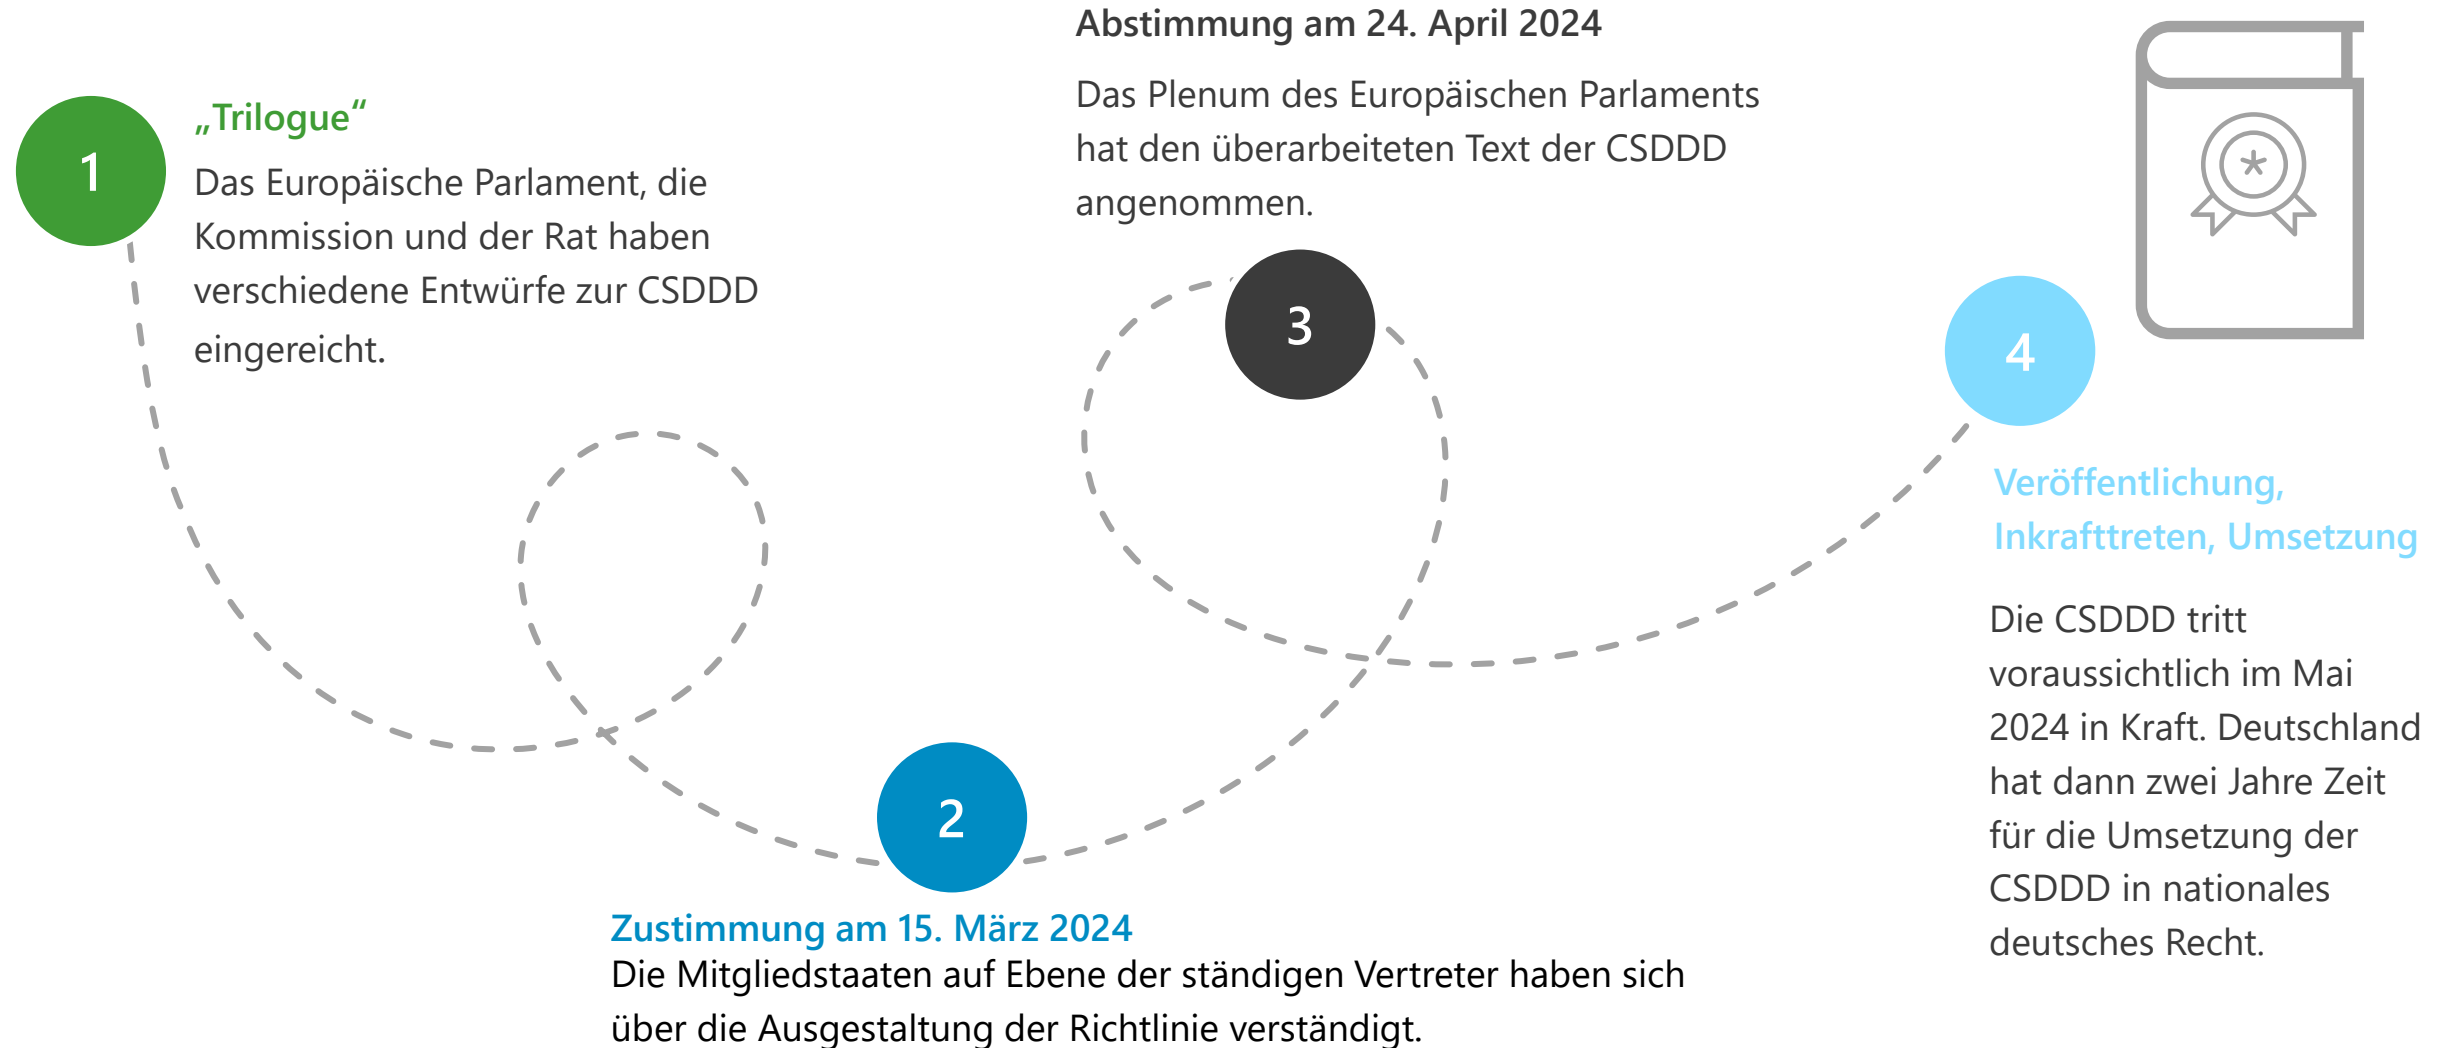 1
„Trilogue“
Das Europäische Parlament, die
Kommission und der Rat haben
verschiedene Entwürfe zur CSDDD
eingereicht.
2
Zustimmung am 15. März 2024
Die Mitgliedstaaten auf Ebene der ständigen Vertreter haben sich
über die Ausgestaltung der Richtlinie verständigt.
Abstimmung am 24. April 2024
Das Plenum des Europäischen Parlaments
hat den überarbeiteten Text der CSDDD
angenommen.
3
4
Veröffentlichung,
Inkrafttreten, Umsetzung
Die CSDDD tritt
voraussichtlich im Mai
2024 in Kraft. Deutschland
hat dann zwei Jahre Zeit
für die Umsetzung der
CSDDD in nationales
deutsches Recht.